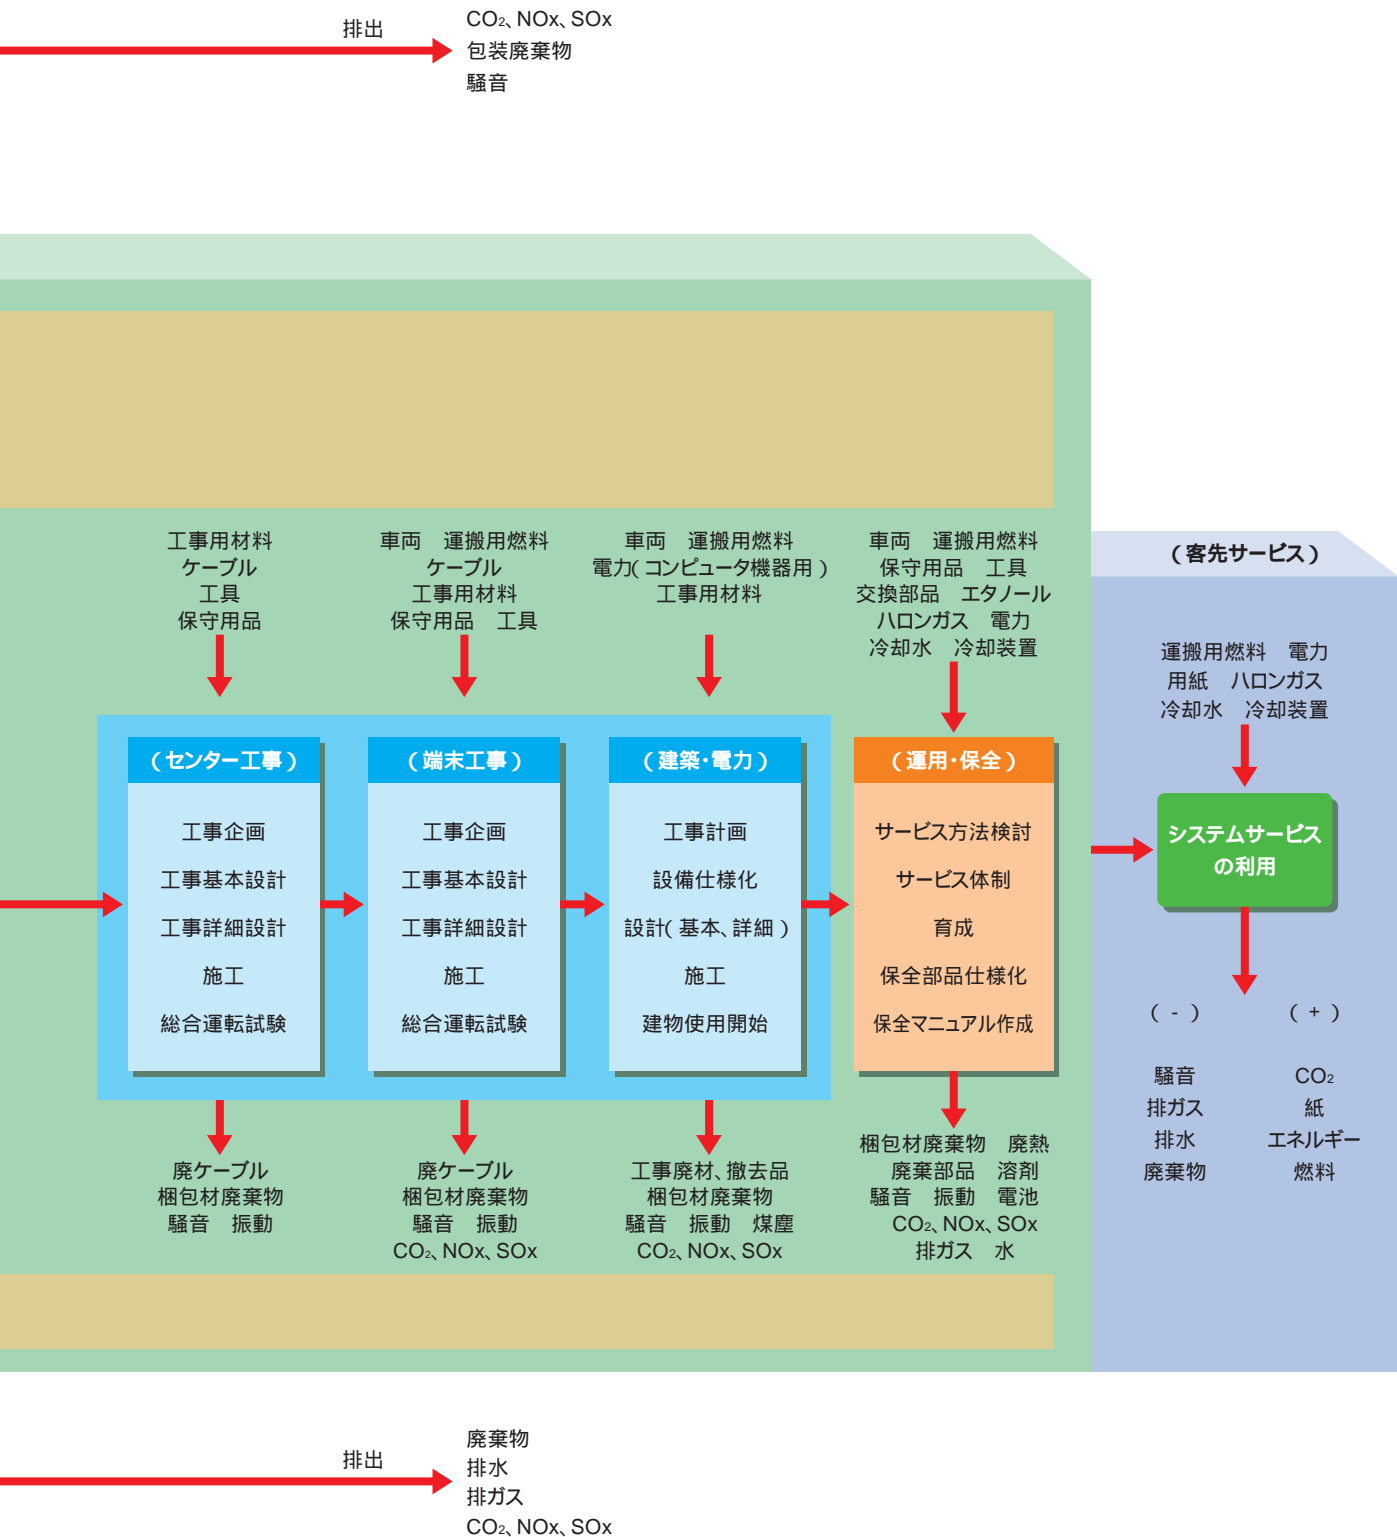 排出
CO₂、NOx、SOx
包装廃棄物
騒音
工事用材料
ケーブル
工具
保守用品
車両　運搬用燃料
ケーブル
工事用材料
保守用品　工具
車両　運搬用燃料
電力（コンピュータ機器用）
工事用材料
車両　運搬用燃料
保守用品　工具
交換部品　エタノール
ハロンガス　電力
冷却水　冷却装置
（センター工事）
工事企画
工事基本設計
工事詳細設計
施工
総合運転試験
（端末工事）
工事企画
工事基本設計
工事詳細設計
施工
総合運転試験
（建築・電力）
工事計画
設備仕様化
設計（基本、詳細）
施工
建物使用開始
（運用・保全）
サービス方法検討
サービス体制
育成
保全部品仕様化
保全マニュアル作成
廃ケーブル
梱包材廃棄物
騒音　振動
廃ケーブル
梱包材廃棄物
騒音　振動
CO₂、NOx、SOx
工事廃材、撤去品
梱包材廃棄物
騒音　振動　煤塵
CO₂、NOx、SOx
梱包材廃棄物　廃熱
廃棄部品　溶剤
騒音　振動　電池
CO₂、NOx、SOx
排ガス　水
（客先サービス）
運搬用燃料　電力
用紙　ハロンガス
冷却水　冷却装置
システムサービス
の利用
（-）
騒音
排ガス
排水
廃棄物
（+）
CO₂
紙
エネルギー
燃料
排出
廃棄物
排水
排ガス
CO₂、NOx、SOx